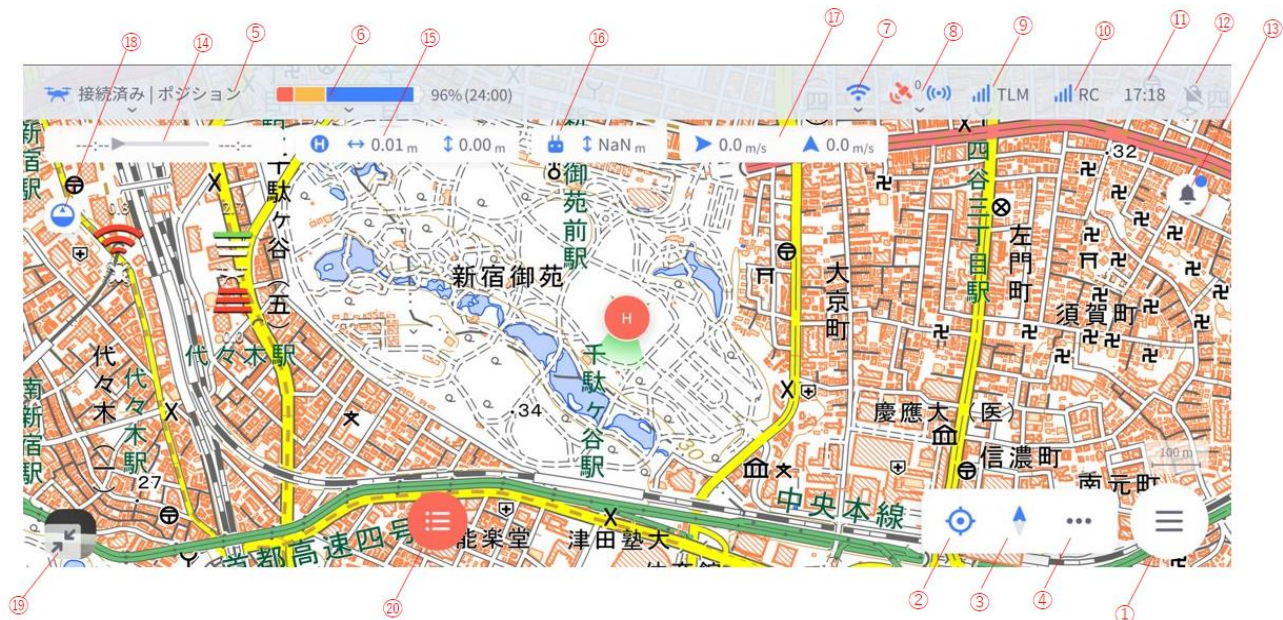 ⑰
⑱ ⑭ ⑤ ⑥ ⑮ ⑯ ⑦ ⑧ ⑨ ⑩ ⑪ ⑫ ⑬
接続済み | ポジション 96%(24:00) 0 TLM RC 17:18
--:-- --:-- H 0.01 m 0.00 m NaN m 0.0 m/s 0.0 m/s
新宿駅
千駄ヶ谷(五)
新宿御苑前駅
四谷三丁目駅
32
左門町
大京町
須賀町
新宿御苑
H
代々木(一)
代々木駅
代々木駅
南新宿駅
千駄ヶ谷駅
34
30
27
慶應大(医)
信濃町
南元町
100 m
中央本線
首都高速四号
能楽堂
津田塾大
⑲ ⑳ ② ③ ④ ①